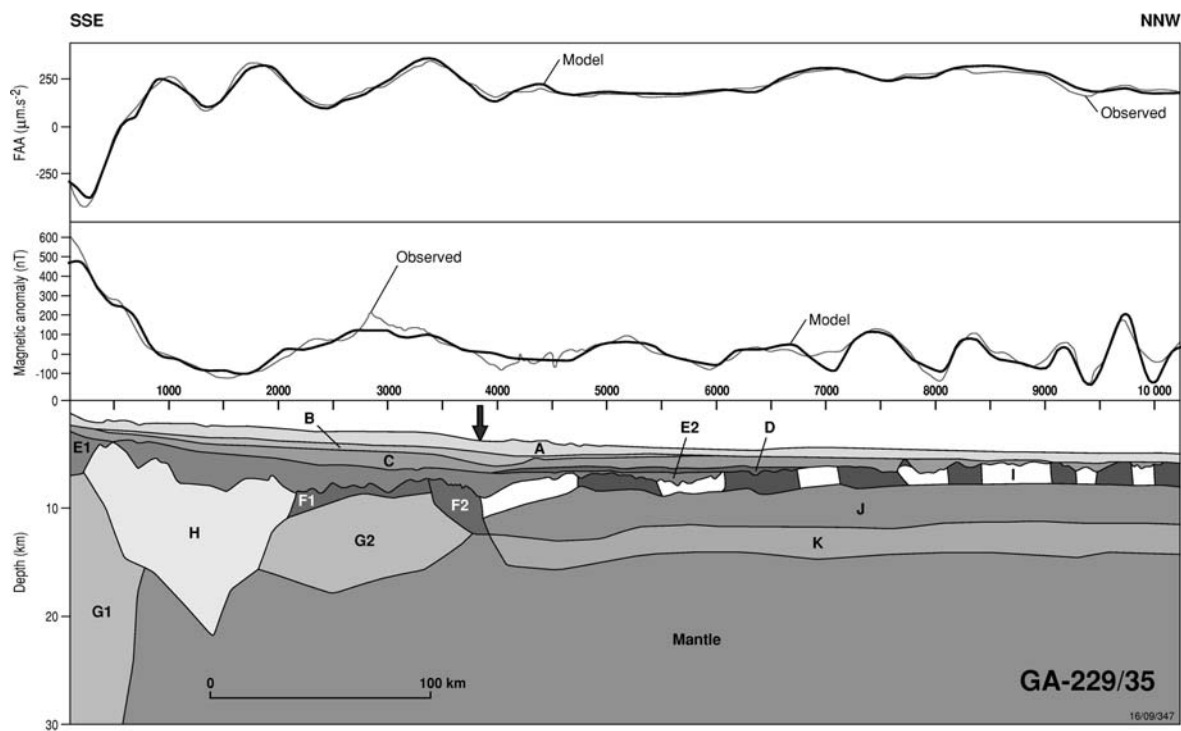 SSE NNW
FAA (µm.s⁻²)
250
0
-250
Model
Observed
Magnetic anomaly (nT)
600
500
400
300
200
100
0
-100
Observed
Model
1000 2000 3000 4000 5000 6000 7000 8000 9000 10 000
Depth (km)
0
10
20
30
B
A
E2
D
E1
C
F1
F2
I
H
G2
J
K
G1
Mantle
0 100 km
GA-229/35
16/09/347